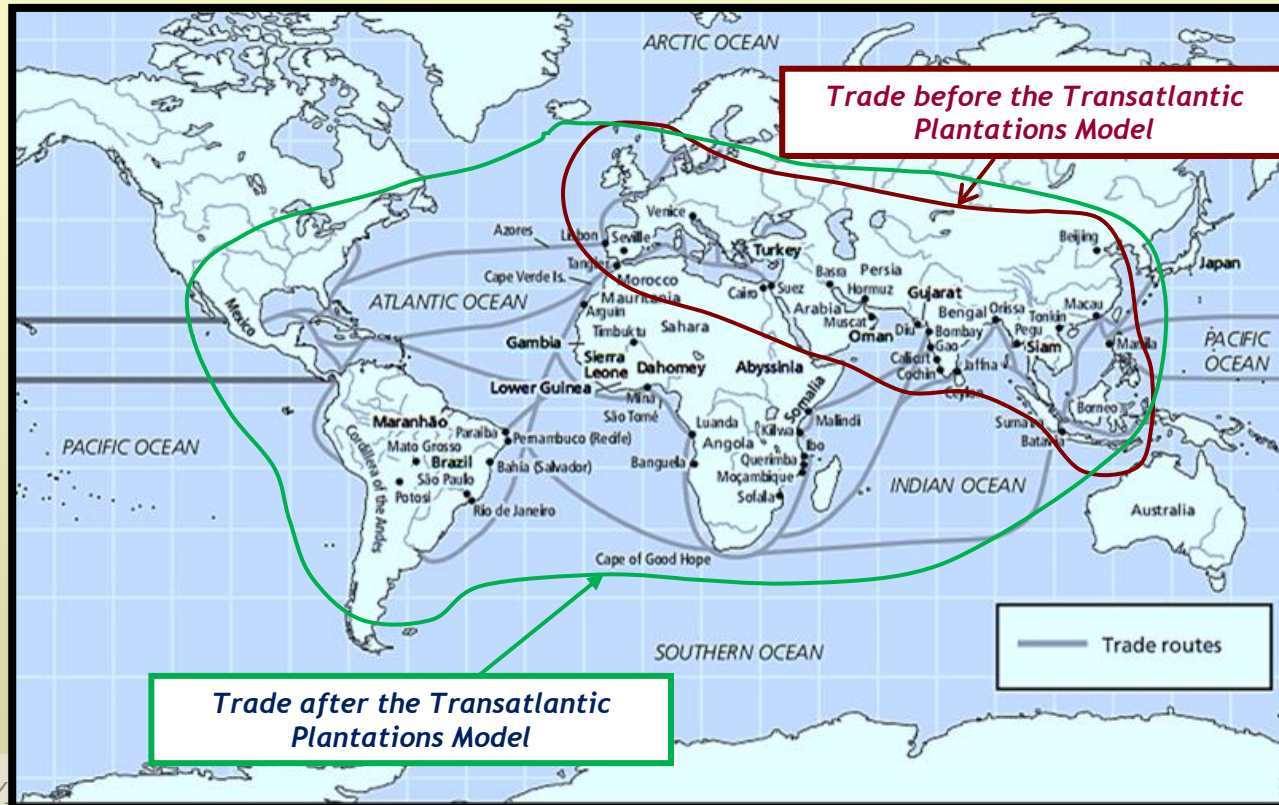 ARCTIC OCEAN
Trade before the Transatlantic
Plantations Model
Venice
Azores
Lisbon
Seville
Turkey
Beijing
Japan
Tangier
Cape Verde Is.
Morocco
Basra
Persia
Cairo
Suez
Hormuz
Gujarat
Mexico
ATLANTIC OCEAN
Mauritania
Arguin
Arabia
Muscat
Bengal
Orissa
Tonkin
Macau
Timbuktu
Sahara
Oman
Diu
Bombay
Pegu
PACIFIC
OCEAN
Gambia
Gao
Siam
Manila
Sierra
Leone
Dahomey
Abyssinia
Calicut
Cochin
Jaffna
Ceylon
Lower Guinea
Mina
São Tomé
Somalia
Borneo
Maranhão
Paraíba
Luanda
Malindi
Sumatra
PACIFIC OCEAN
Cordillera of the Andes
Mato Grosso
Pernambuco (Recife)
Angola
Kilwa
Ibo
Batavia
Brazil
Bahia (Salvador)
Banguela
Querimba
São Paulo
Moçambique
INDIAN OCEAN
Potosí
Sofala
Australia
Rio de Janeiro
Cape of Good Hope
SOUTHERN OCEAN
Trade routes
Trade after the Transatlantic
Plantations Model